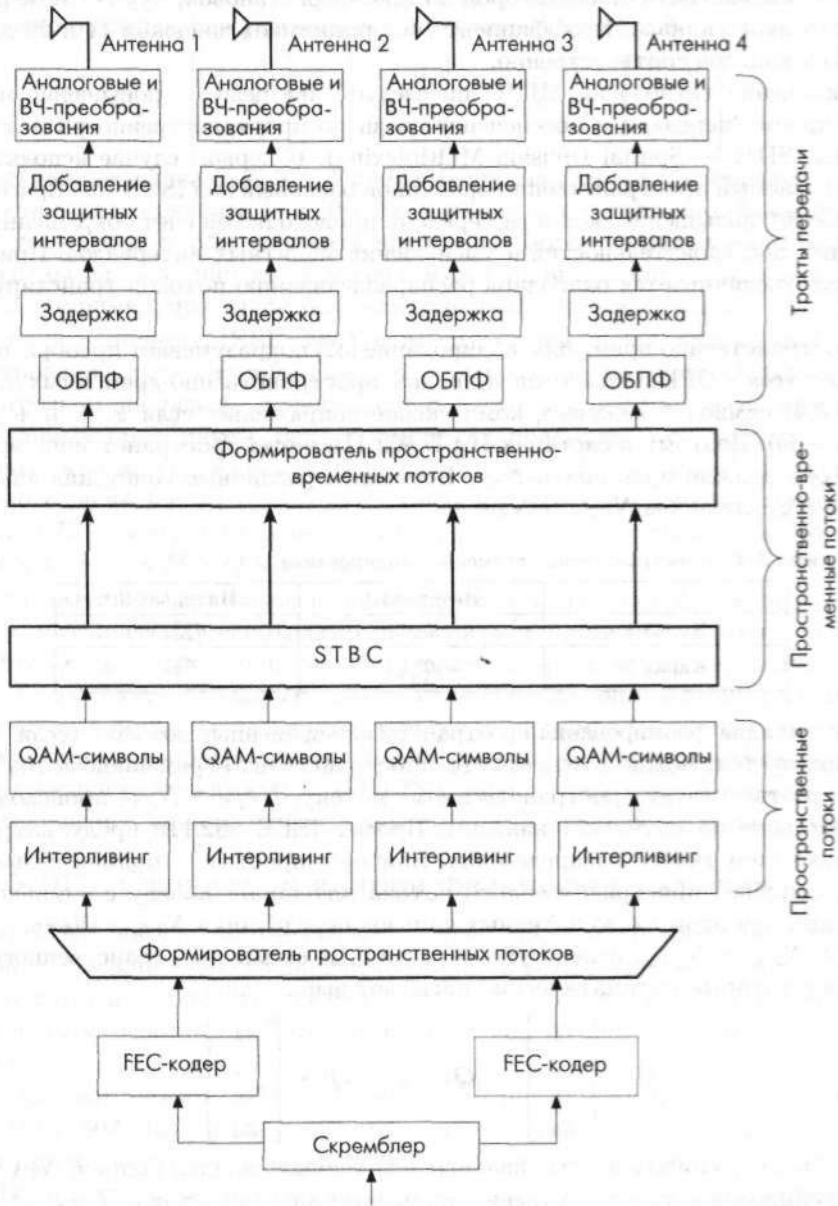 Антенна 1
Антенна 2
Антенна 3
Антенна 4
Аналоговые и
ВЧ-преобра-
зования
Аналоговые и
ВЧ-преобра-
зования
Аналоговые и
ВЧ-преобра-
зования
Аналоговые и
ВЧ-преобра-
зования
Добавление
защитных
интервалов
Добавление
защитных
интервалов
Добавление
защитных
интервалов
Добавление
защитных
интервалов
Задержка
Задержка
Задержка
Задержка
ОБПФ
ОБПФ
ОБПФ
ОБПФ
Тракты передачи
Формирователь пространственно-
временных потоков
Пространственно-вре-
менные потоки
STBC
QAM-символы
QAM-символы
QAM-символы
QAM-символы
Интерливинг
Интерливинг
Интерливинг
Интерливинг
Пространственные
потоки
Формирователь пространственных потоков
FEC-кодер
FEC-кодер
Скремблер